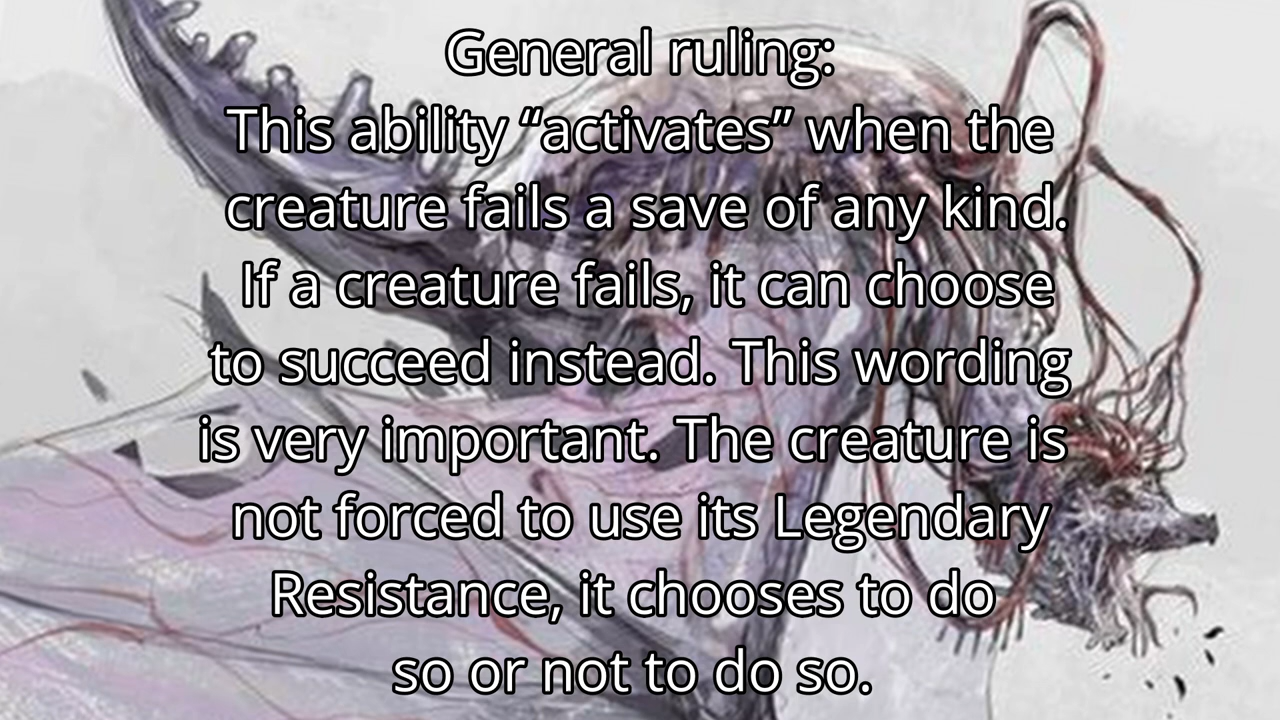 General ruling:
This ability “activates” when the
creature fails a save of any kind.
If a creature fails, it can choose
to succeed instead. This wording
is very important. The creature is
not forced to use its Legendary
Resistance, it chooses to do
so or not to do so.